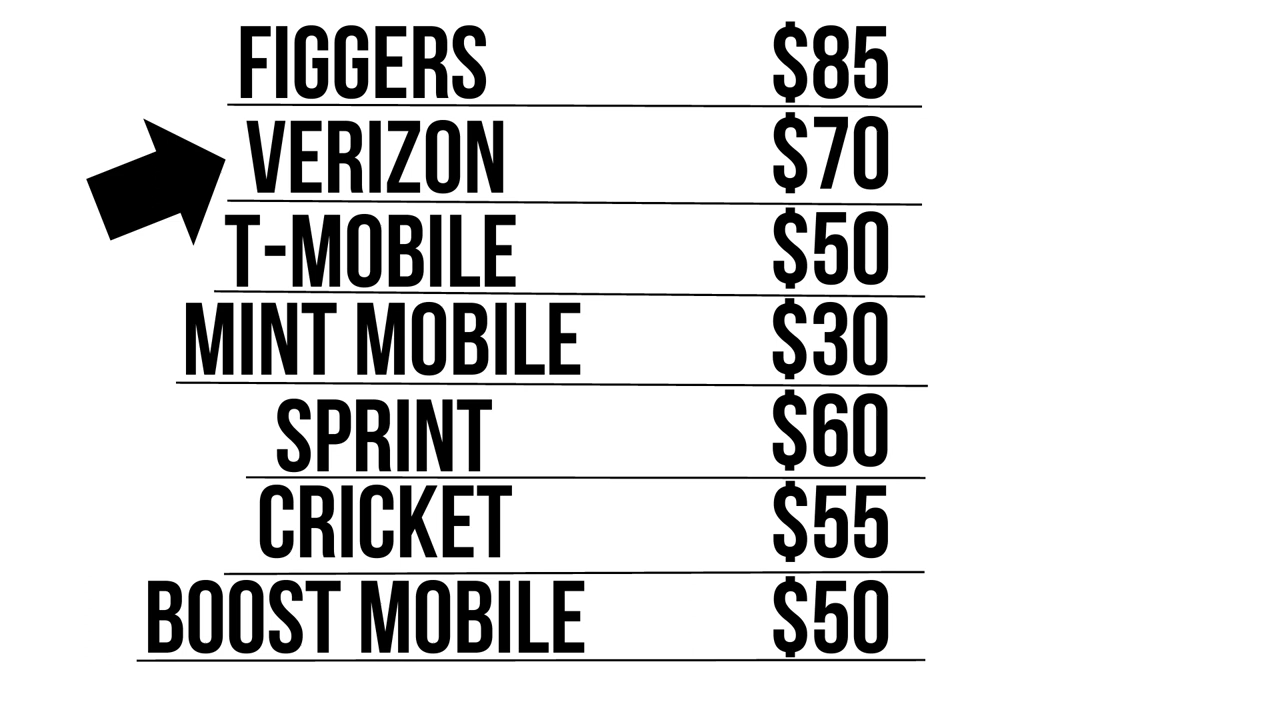 FIGGERS $85
VERIZON $70
T-MOBILE $50
MINT MOBILE $30
SPRINT $60
CRICKET $55
BOOST MOBILE $50